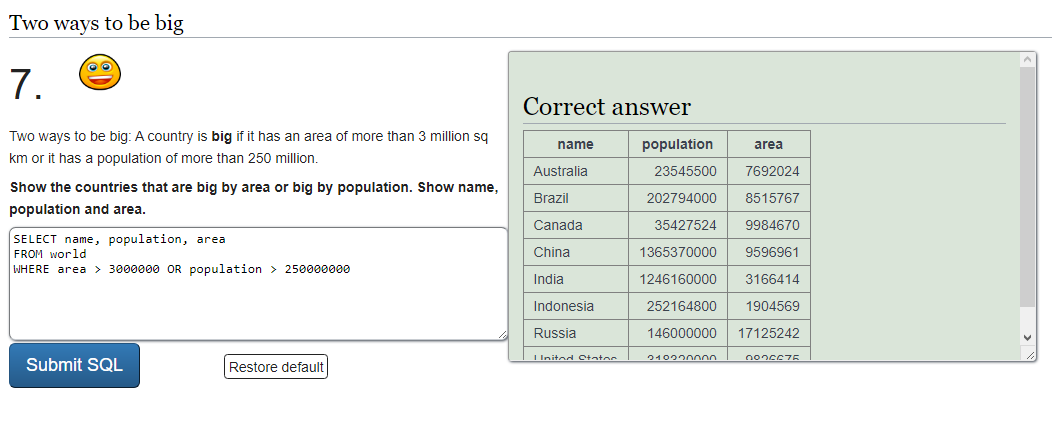 Two ways to be big
7.
Two ways to be big: A country is big if it has an area of more than 3 million sq
km or it has a population of more than 250 million.
Show the countries that are big by area or big by population. Show name,
population and area.
SELECT name, population, area
FROM world
WHERE area > 3000000 OR population > 250000000
Submit SQL
Restore default
Correct answer
name population area
Australia 23545500 7692024
Brazil 202794000 8515767
Canada 35427524 9984670
China 1365370000 9596961
India 1246160000 3166414
Indonesia 252164800 1904569
Russia 146000000 17125242
United States 318320000 9826675